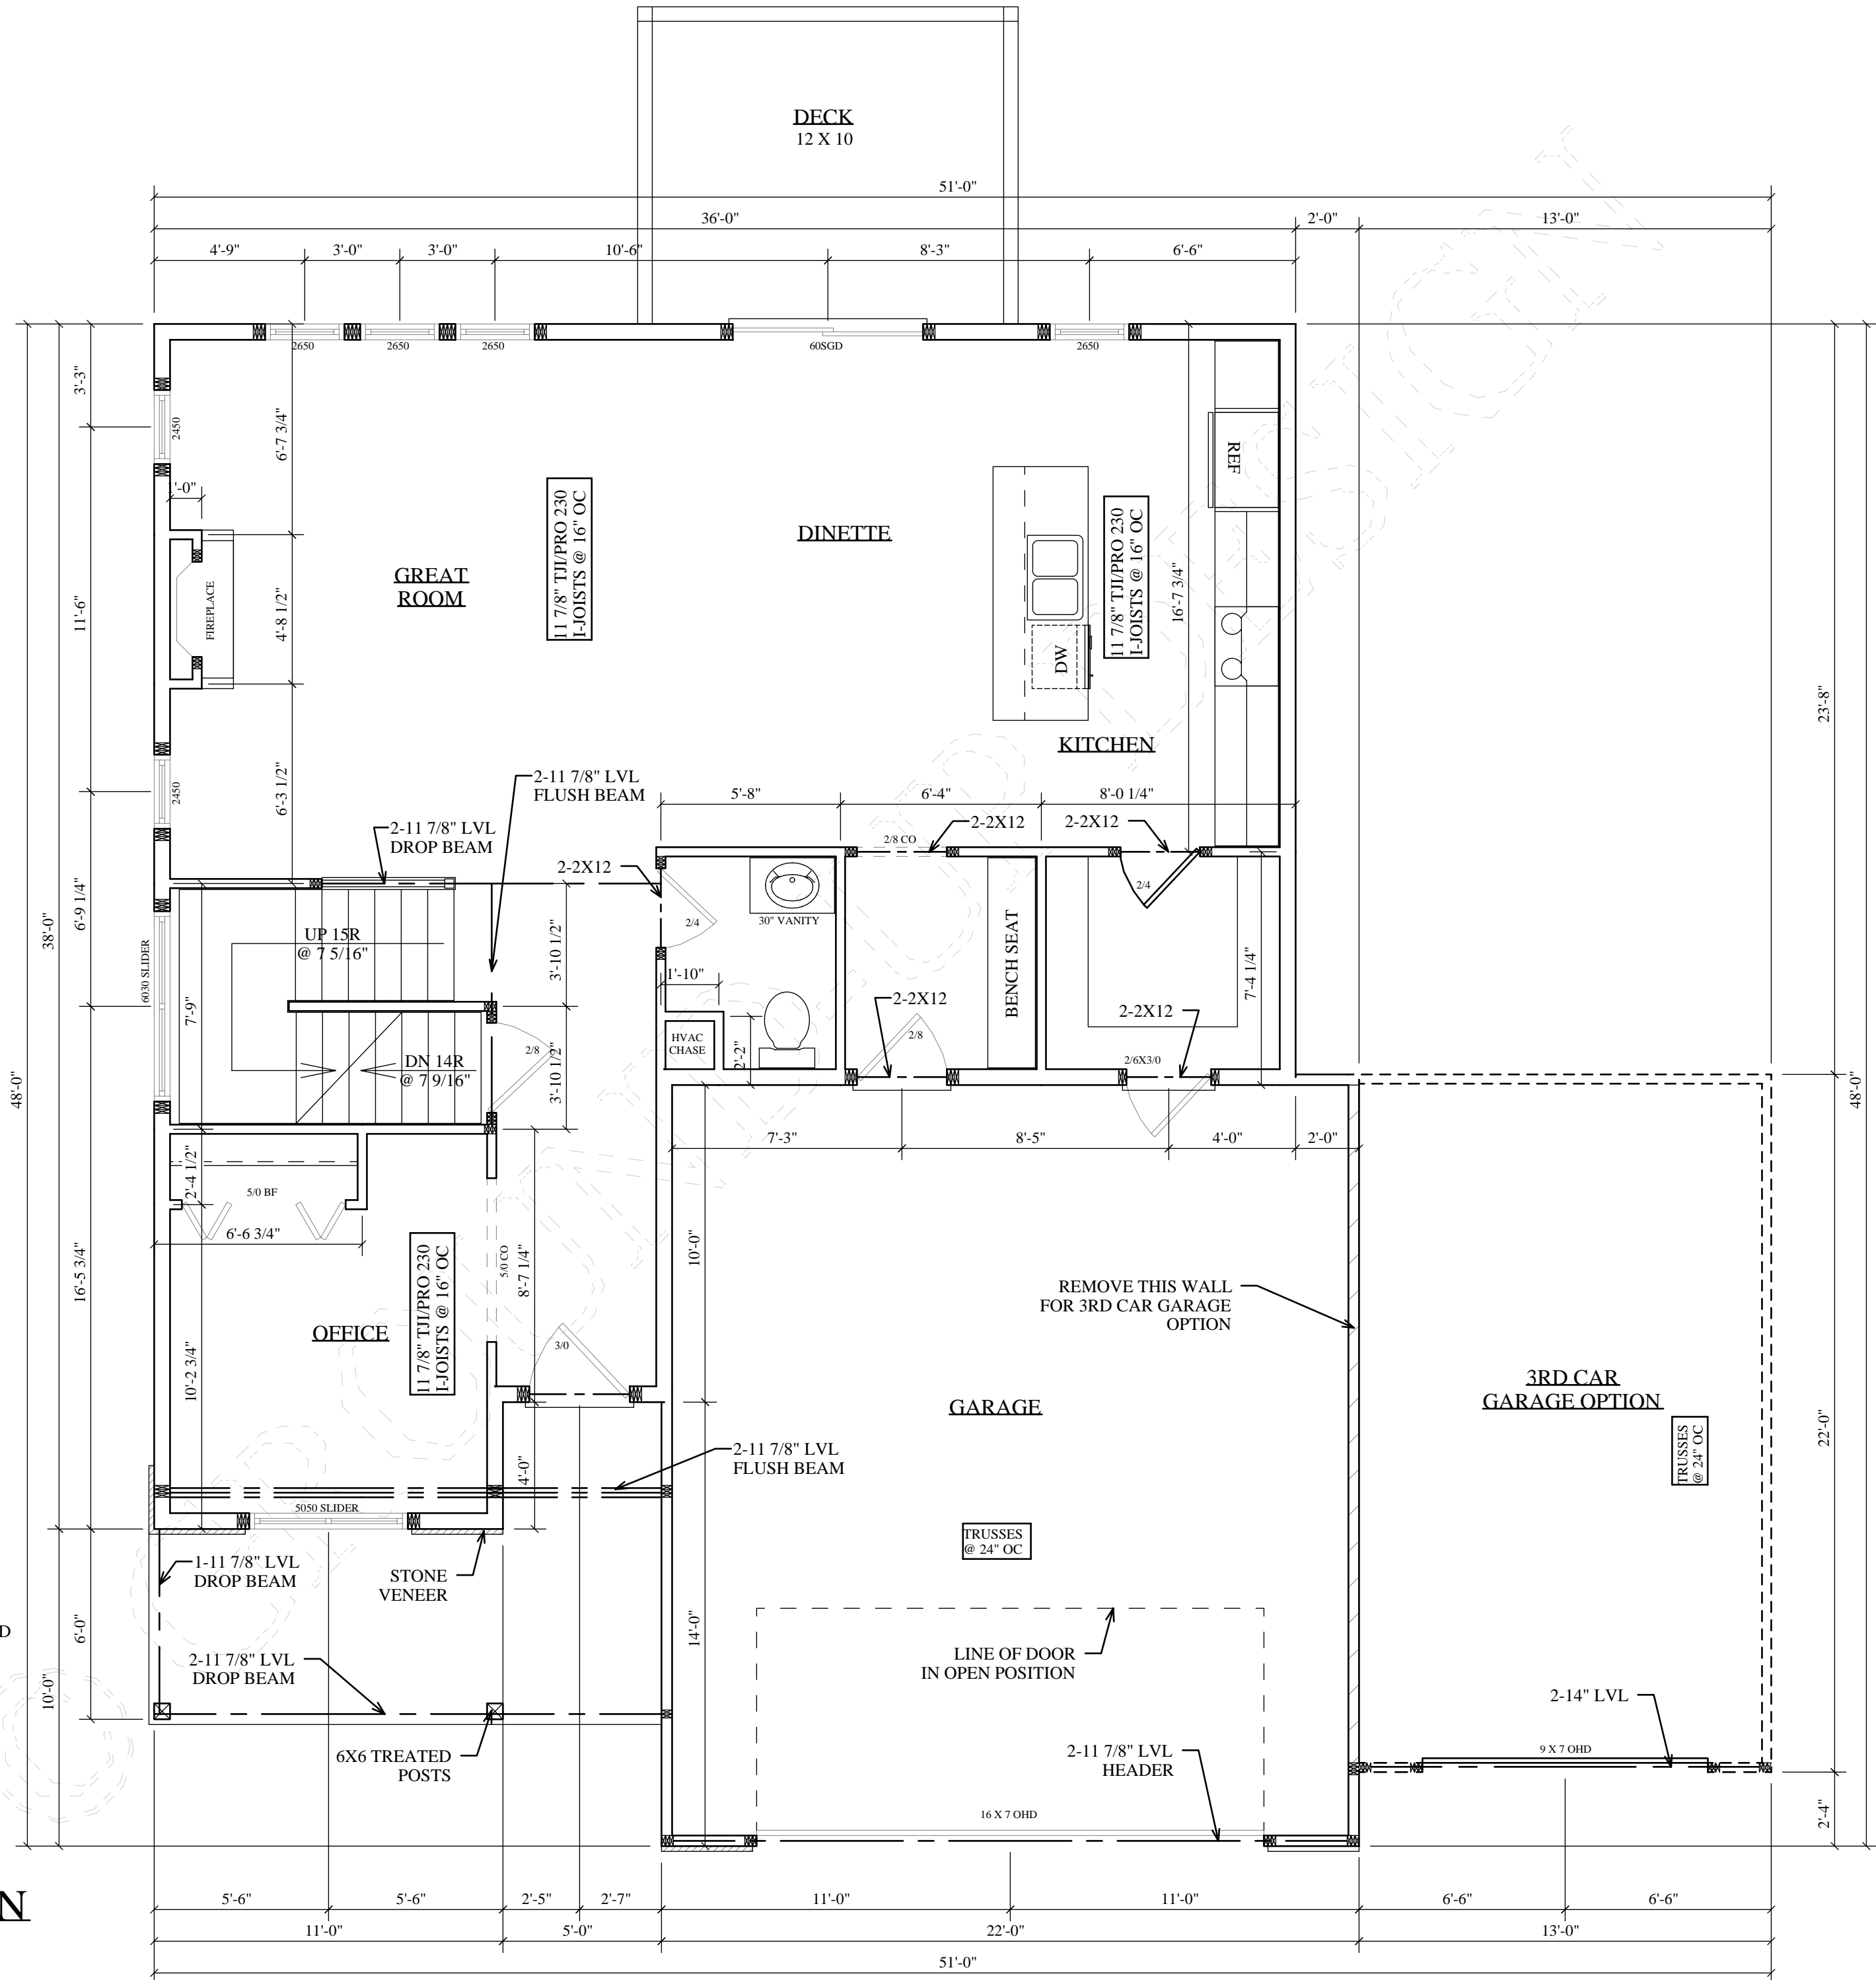 DECK
12 X 10
51'-0"
36'-0"
2'-0"
13'-0"
4'-9"
3'-0"
3'-0"
10'-6"
8'-3"
6'-6"
2650
2650
2650
60SGD
2650
3'-3"
2450
6'-7 3/4"
1'-0"
11'-6"
FIREPLACE
4'-8 1/2"
GREAT
ROOM
11 7/8" TJI/PRO 230
I-JOISTS @ 16" OC
DINETTE
REF
11 7/8" TJI/PRO 230
I-JOISTS @ 16" OC
16'-7 3/4"
DW
KITCHEN
23'-8"
2450
6'-3 1/2"
2-11 7/8" LVL
FLUSH BEAM
2-11 7/8" LVL
DROP BEAM
5'-8"
6'-4"
8'-0 1/4"
2/8 CO
2-2X12
2-2X12
2-2X12
2/4
30" VANITY
2/4
6'-9 1/4"
38'-0"
48'-0"
6030 SLIDER
UP 15R
@ 7 5/16"
3'-10 1/2"
7'-9"
1'-10"
BENCH SEAT
7'-4 1/4"
2-2X12
2-2X12
HVAC
CHASE
2'-2"
2/8
2/8
DN 14R
@ 7 9/16"
3'-10 1/2"
2/6X3/0
48'-0"
7'-3"
8'-5"
4'-0"
2'-0"
2'-4 1/2"
5/0 BF
6'-6 3/4"
16'-5 3/4"
10'-2 3/4"
OFFICE
11 7/8" TJI/PRO 230
I-JOISTS @ 16" OC
5/0 CO
8'-7 1/4"
3/0
10'-0"
REMOVE THIS WALL
FOR 3RD CAR GARAGE
OPTION
GARAGE
3RD CAR
GARAGE OPTION
TRUSSES
@ 24" OC
22'-0"
2-11 7/8" LVL
FLUSH BEAM
4'-0"
5050 SLIDER
TRUSSES
@ 24" OC
1-11 7/8" LVL
DROP BEAM
STONE
VENEER
6'-0"
10'-0"
14'-0"
2-11 7/8" LVL
DROP BEAM
LINE OF DOOR
IN OPEN POSITION
2-14" LVL
6X6 TREATED
POSTS
2-11 7/8" LVL
HEADER
9 X 7 OHD
16 X 7 OHD
2'-4"
5'-6"
5'-6"
2'-5"
2'-7"
11'-0"
11'-0"
6'-6"
6'-6"
11'-0"
5'-0"
22'-0"
13'-0"
51'-0"